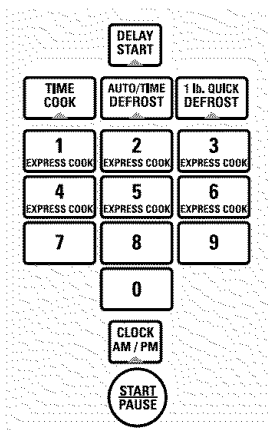 DELAY
START
TIME
COOK
AUTO/TIME
DEFROST
1 lb. QUICK
DEFROST
1
EXPRESS COOK
2
EXPRESS COOK
3
EXPRESS COOK
4
EXPRESS COOK
5
EXPRESS COOK
6
EXPRESS COOK
7
8
9
0
CLOCK
AM / PM
START
PAUSE